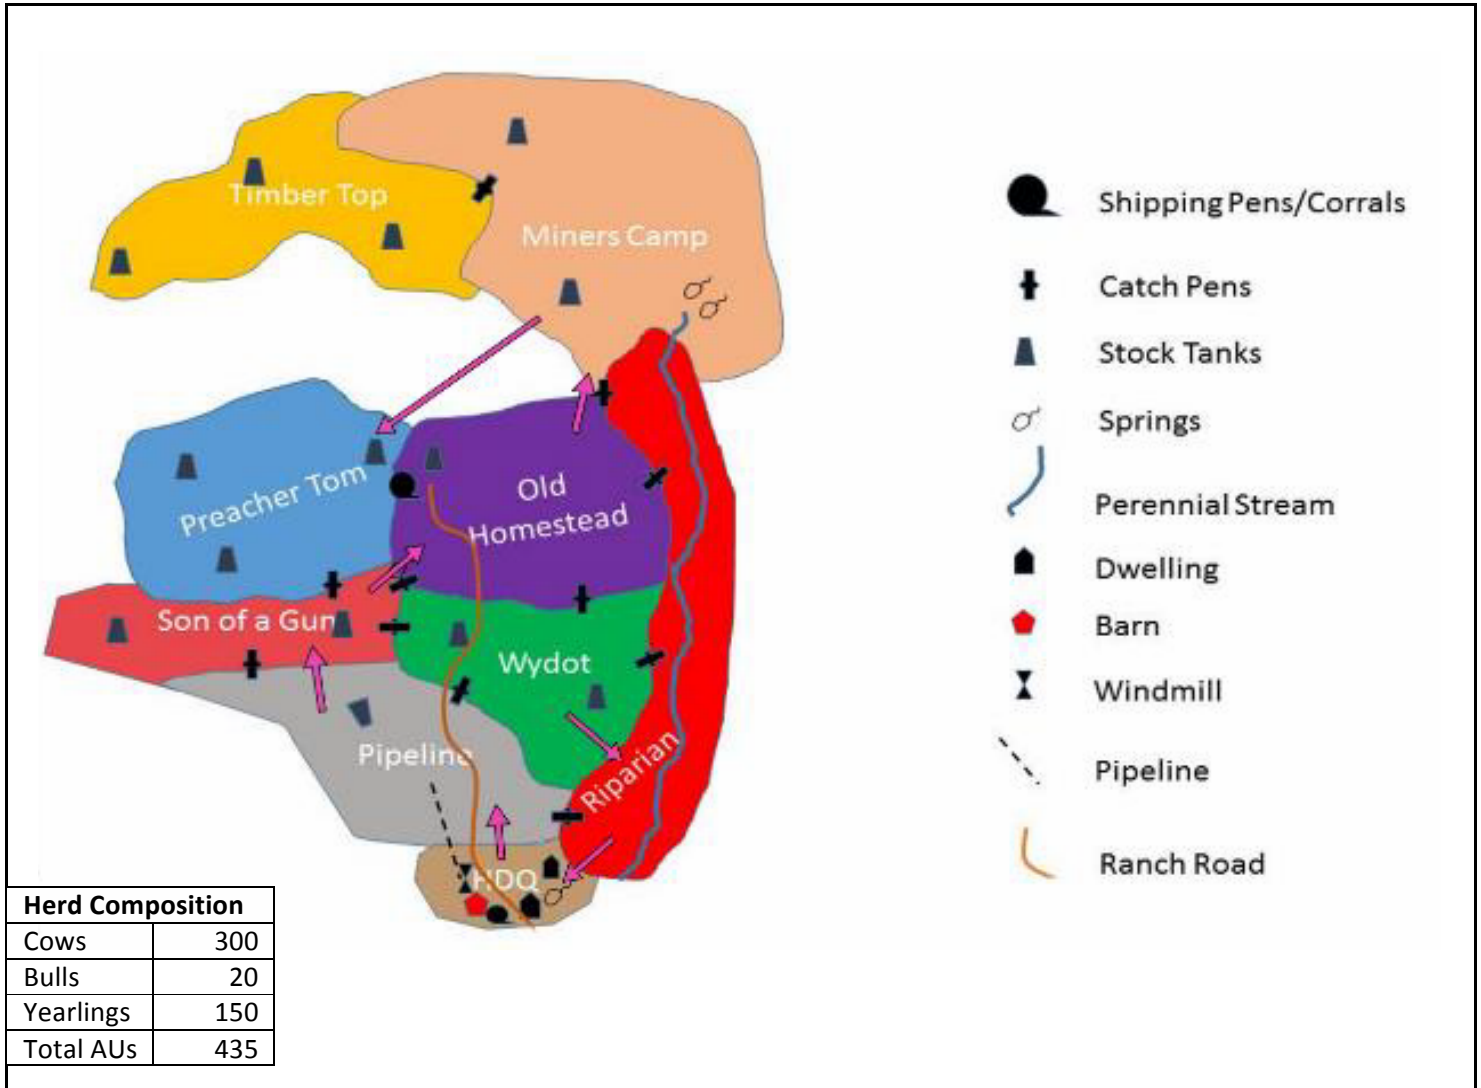 Timber Top
Miners Camp
Preacher Tom
Old
Homestead
Son of a Gun
Wydot
Pipeline
Riparian
HDQ
Shipping Pens/Corrals
Catch Pens
Stock Tanks
Springs
Perennial Stream
Dwelling
Barn
Windmill
Pipeline
Ranch Road
Herd Composition
Cows 300
Bulls 20
Yearlings 150
Total AUs 435